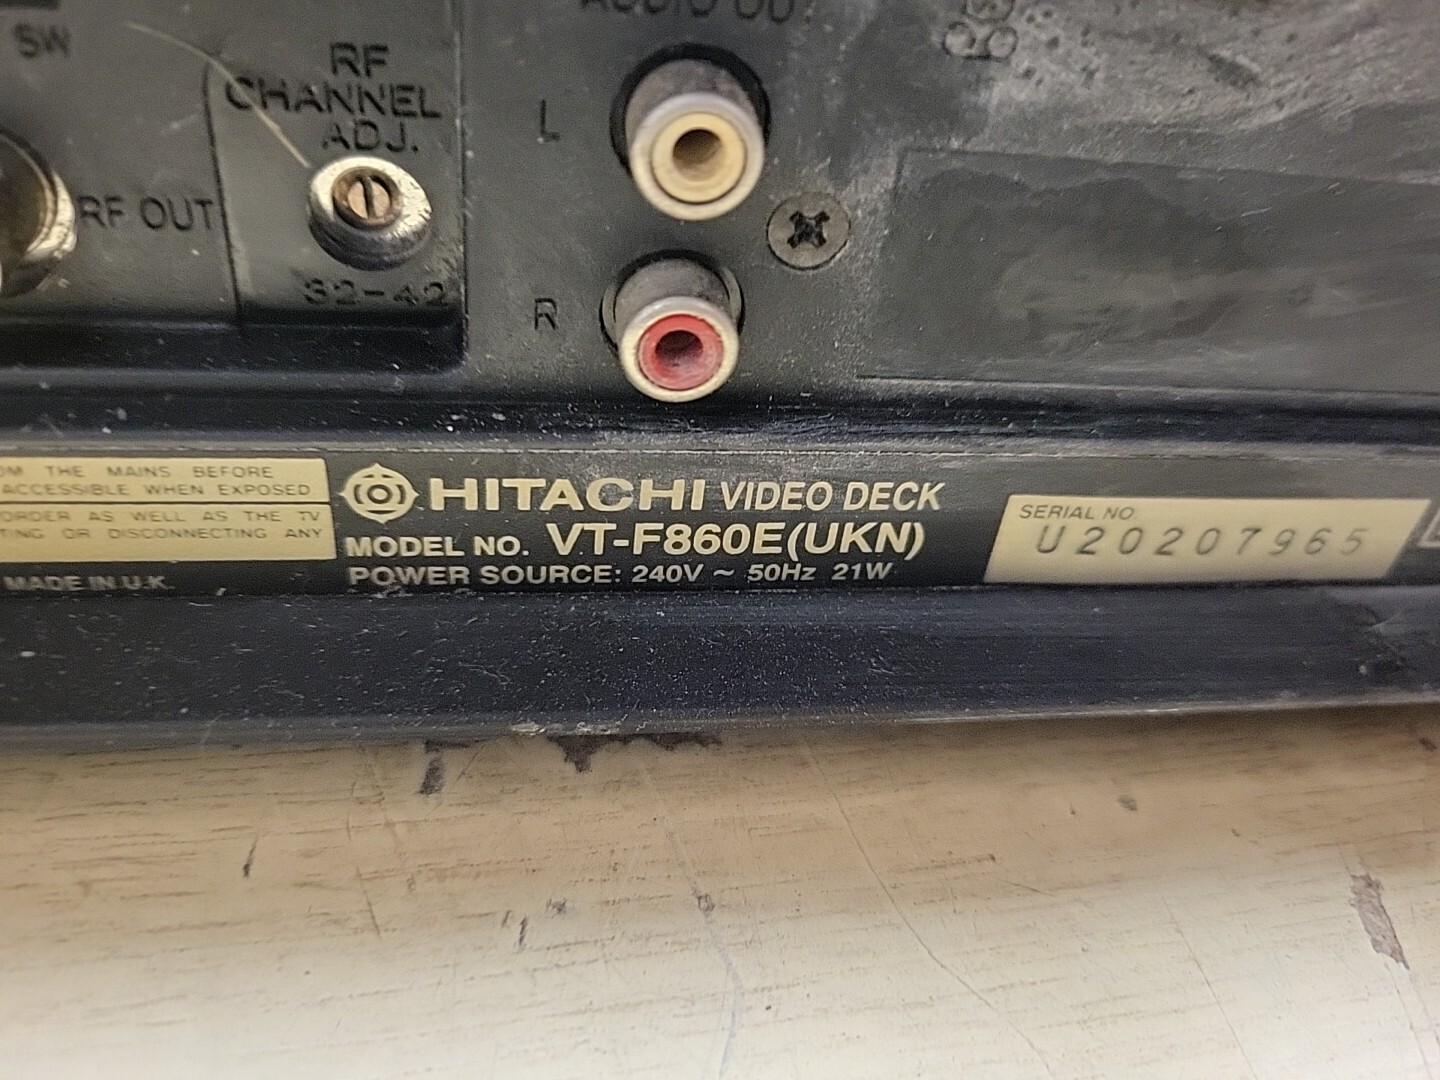 SW
RF
CHANNEL
ADJ.
RF OUT
32-42
AUDIO OU
L
R
THE MAINS BEFORE
ACCESSIBLE WHEN EXPOSED
ORDER AS WELL AS THE TV
TING OR DISCONNECTING ANY
MADE IN U.K.
HITACHI VIDEO DECK
MODEL NO. VT-F860E(UKN)
POWER SOURCE: 240V ~ 50Hz 21W
SERIAL NO.
U20207965